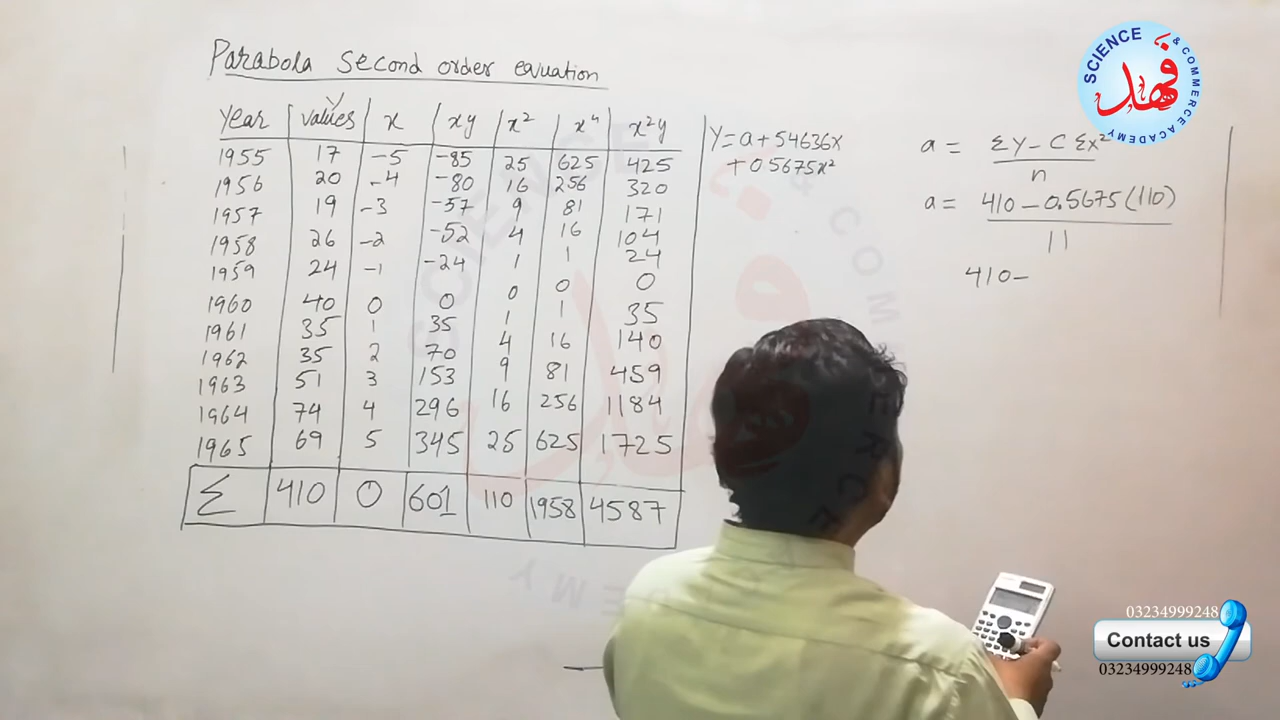 Parabola second order equation
Year values Y x xy x² x⁴ x²y
1955 17 -5 -85 25 625 425
1956 20 -4 -80 16 256 320
1957 19 -3 -57 9 81 171
1958 26 -2 -52 4 16 104
1959 24 -1 -24 1 1 24
1960 40 0 0 0 0 0
1961 35 1 35 1 1 35
1962 35 2 70 4 16 140
1963 51 3 153 9 81 459
1964 74 4 296 16 256 1184
1965 69 5 345 25 625 1725
Σ 410 0 601 110 1958 4587
Y=a+54636x
+05675x²
a = ΣY-CΣx²
n
a = 410-0.5675(110)
11
410-
SCIENCE & COMMERCE ACADEMY
فہد
03234999248
Contact us
03234999248